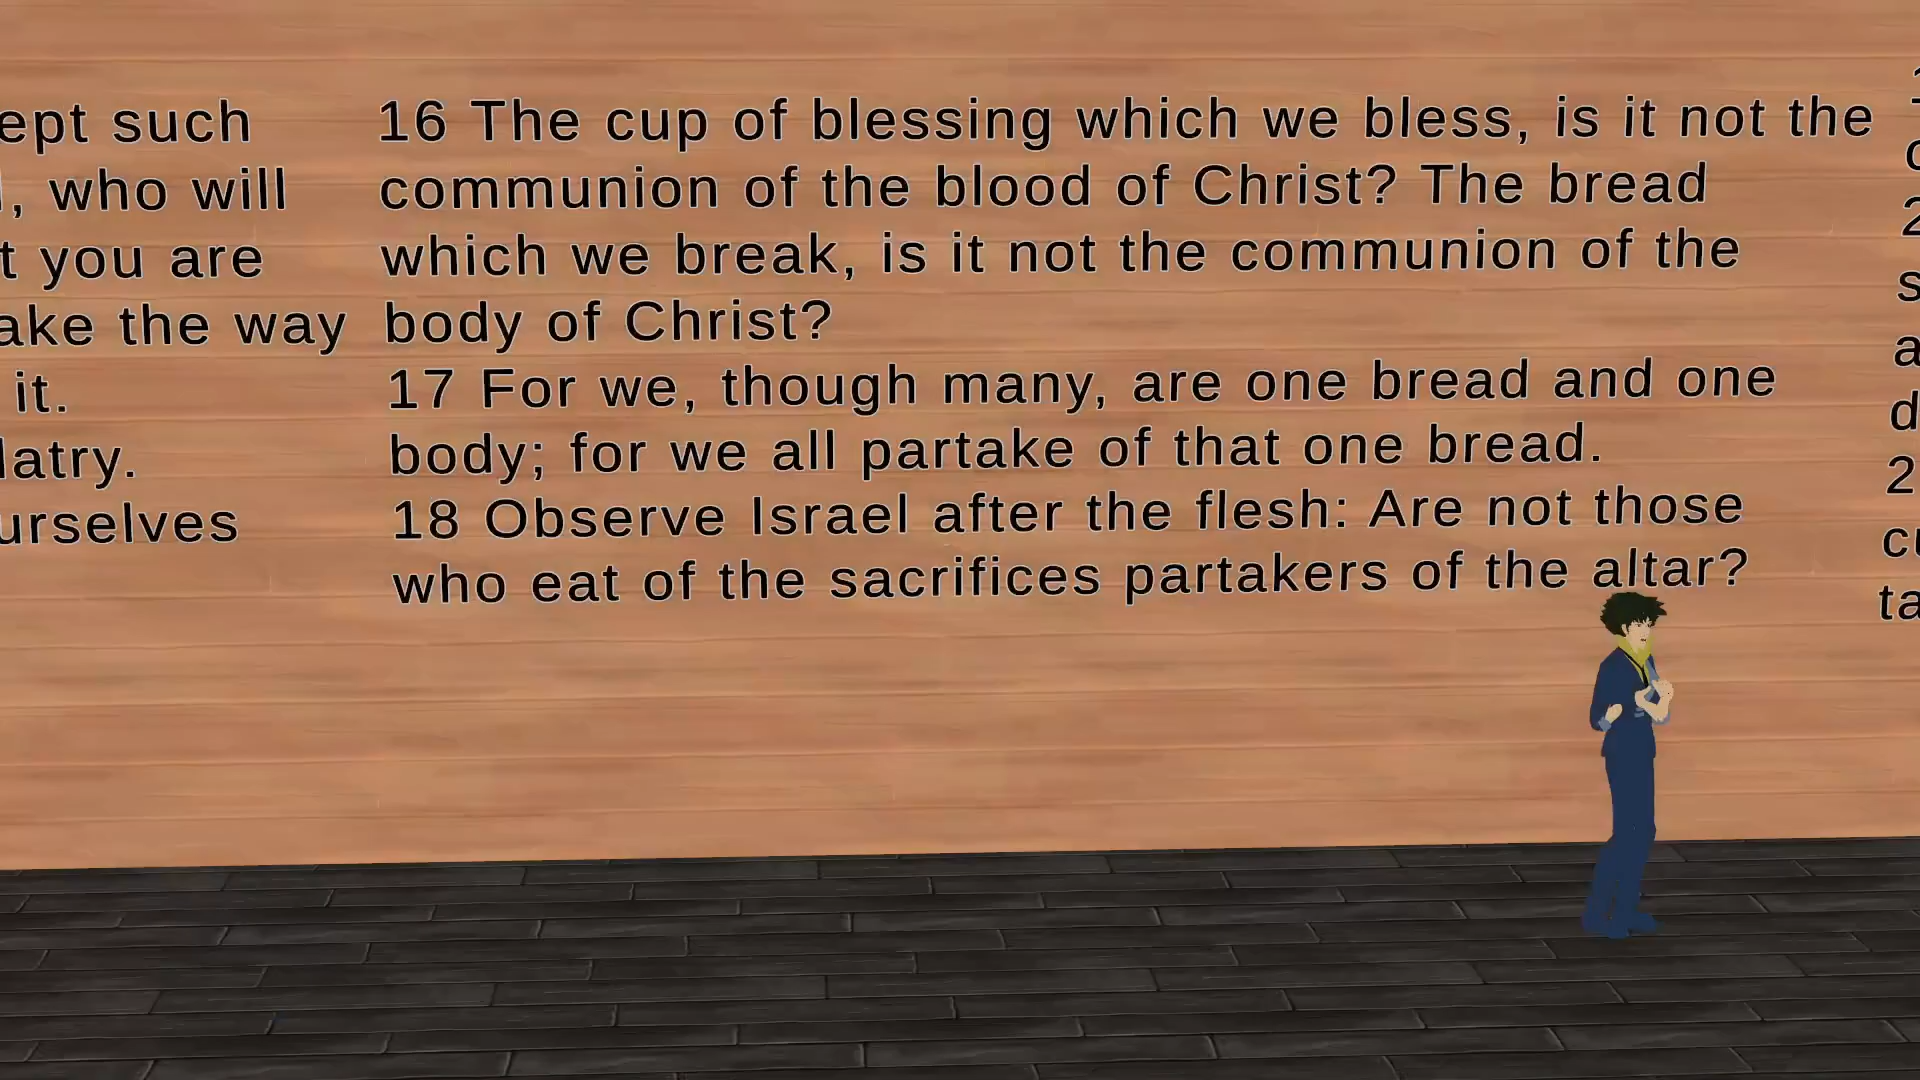 ept such
, who will
t you are
ake the way
it.
latry.
urselves
16 The cup of blessing which we bless, is it not the
communion of the blood of Christ? The bread
which we break, is it not the communion of the
body of Christ?
17 For we, though many, are one bread and one
body; for we all partake of that one bread.
18 Observe Israel after the flesh: Are not those
who eat of the sacrifices partakers of the altar?
2
s
a
d
2
cu
ta